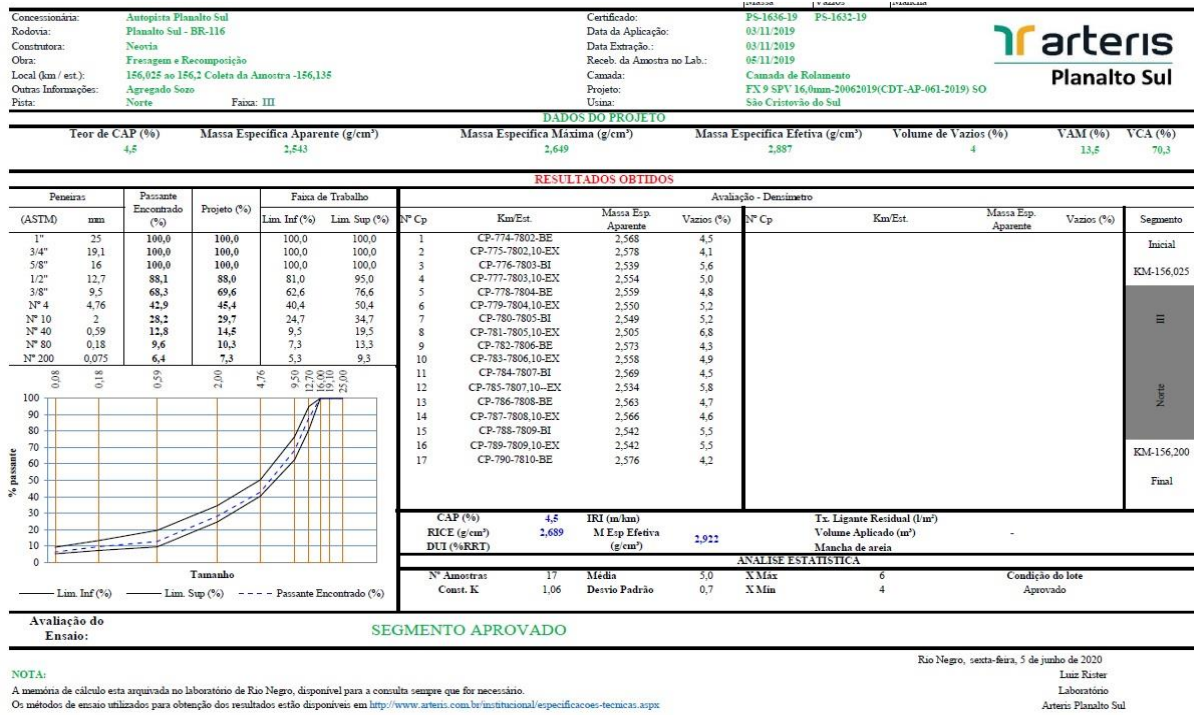 Massa Vazios Mancha
Concessionária: Autopista Planalto Sul Certificado: PS-1636-19 PS-1632-19
Rodovia: Planalto Sul - BR-116 Data da Aplicação: 03/11/2019
Construtora: Neovia Data Extração.: 03/11/2019
Obra: Fresagem e Recomposição Receb. da Amostra no Lab.: 05/11/2019
Local (km / est.): 156,025 ao 156,2 Coleta da Amostra -156,135 Camada: Camada de Rolamento
Outras Informações: Agregado Sozo Projeto: FX 9 SPV 16,0mm-20062019(CDT-AP-061-2019) SO
Pista: Norte Faixa: III Usina: São Cristovão do Sul
arteris
Planalto Sul
DADOS DO PROJETO
Teor de CAP (%) Massa Especifica Aparente (g/cm³) Massa Especifica Máxima (g/cm³) Massa Especifica Efetiva (g/cm³) Volume de Vazios (%) VAM (%) VCA (%)
4,5 2,543 2,649 2,887 4 13,5 70,3
RESULTADOS OBTIDOS
Peneiras Passante Encontrado (%) Projeto (%) Faixa de Trabalho
(ASTM) mm Lim. Inf (%) Lim. Sup (%)
1" 25 100,0 100,0 100,0 100,0
3/4" 19,1 100,0 100,0 100,0 100,0
5/8" 16 100,0 100,0 100,0 100,0
1/2" 12,7 88,1 88,0 81,0 95,0
3/8" 9,5 68,3 69,6 62,6 76,6
Nº 4 4,76 42,9 45,4 40,4 50,4
Nº 10 2 28,2 29,7 24,7 34,7
Nº 40 0,59 12,8 14,5 9,5 19,5
Nº 80 0,18 9,6 10,3 7,3 13,3
Nº 200 0,075 6,4 7,3 5,3 9,3
0,08 0,18 0,59 2,00 4,76 9,50 12,70 16,00 19,10 25,00
100
90
80
70
60
50
40
30
20
10
0
% passante
Tamanho
Lim. Inf (%) Lim. Sup (%) Passante Encontrado (%)
Avaliação - Densímetro
Nº Cp Km/Est. Massa Esp. Aparente Vazios (%) Nº Cp Km/Est. Massa Esp. Aparente Vazios (%) Segmento
1 CP-774-7802-BE 2,568 4,5
2 CP-775-7802,10-EX 2,578 4,1
3 CP-776-7803-BI 2,539 5,6
4 CP-777-7803,10-EX 2,554 5,0
5 CP-778-7804-BE 2,559 4,8
6 CP-779-7804,10-EX 2,550 5,2
7 CP-780-7805-BI 2,549 5,2
8 CP-781-7805,10-EX 2,505 6,8
9 CP-782-7806-BE 2,573 4,3
10 CP-783-7806,10-EX 2,558 4,9
11 CP-784-7807-BI 2,569 4,5
12 CP-785-7807,10--EX 2,534 5,8
13 CP-786-7808-BE 2,563 4,7
14 CP-787-7808,10-EX 2,566 4,6
15 CP-788-7809-BI 2,542 5,5
16 CP-789-7809,10-EX 2,542 5,5
17 CP-790-7810-BE 2,576 4,2
Inicial
KM-156,025
III
Norte
KM-156,200
Final
CAP (%) 4,5 IRI (m/km) Tx. Ligante Residual (l/m²)
RICE (g/cm³) 2,689 M Esp Efetiva (g/cm³) 2,922 Volume Aplicado (m³) -
DUI (%RRT) Mancha de areia
ANALISE ESTATISTICA
Nº Amostras 17 Média 5,0 X Máx 6 Condição do lote
Const. K 1,06 Desvio Padrão 0,7 X Min 4 Aprovado
Avaliação do Ensaio: SEGMENTO APROVADO
Rio Negro, sexta-feira, 5 de junho de 2020
NOTA: Luiz Rister
A memória de cálculo esta arquivada no laboratório de Rio Negro, disponível para a consulta sempre que for necessário. Laboratório
Os métodos de ensaio utilizados para obtenção dos resultados estão disponíveis em http://www.arteris.com.br/institucional/especificacoes-tecnicas.aspx Arteris Planalto Sul